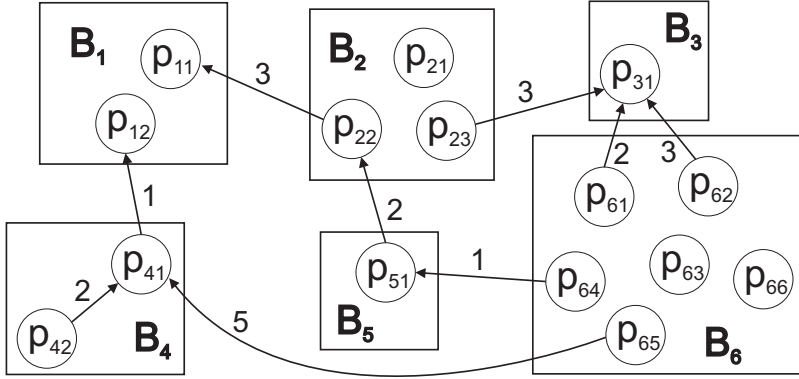 B₁
p₁₁
p₁₂
B₂
p₂₁
p₂₂
p₂₃
B₃
p₃₁
3
3
2
3
1
2
p₄₁
p₄₂
2
B₄
p₅₁
B₅
1
5
p₆₁
p₆₂
p₆₃
p₆₄
p₆₅
p₆₆
B₆